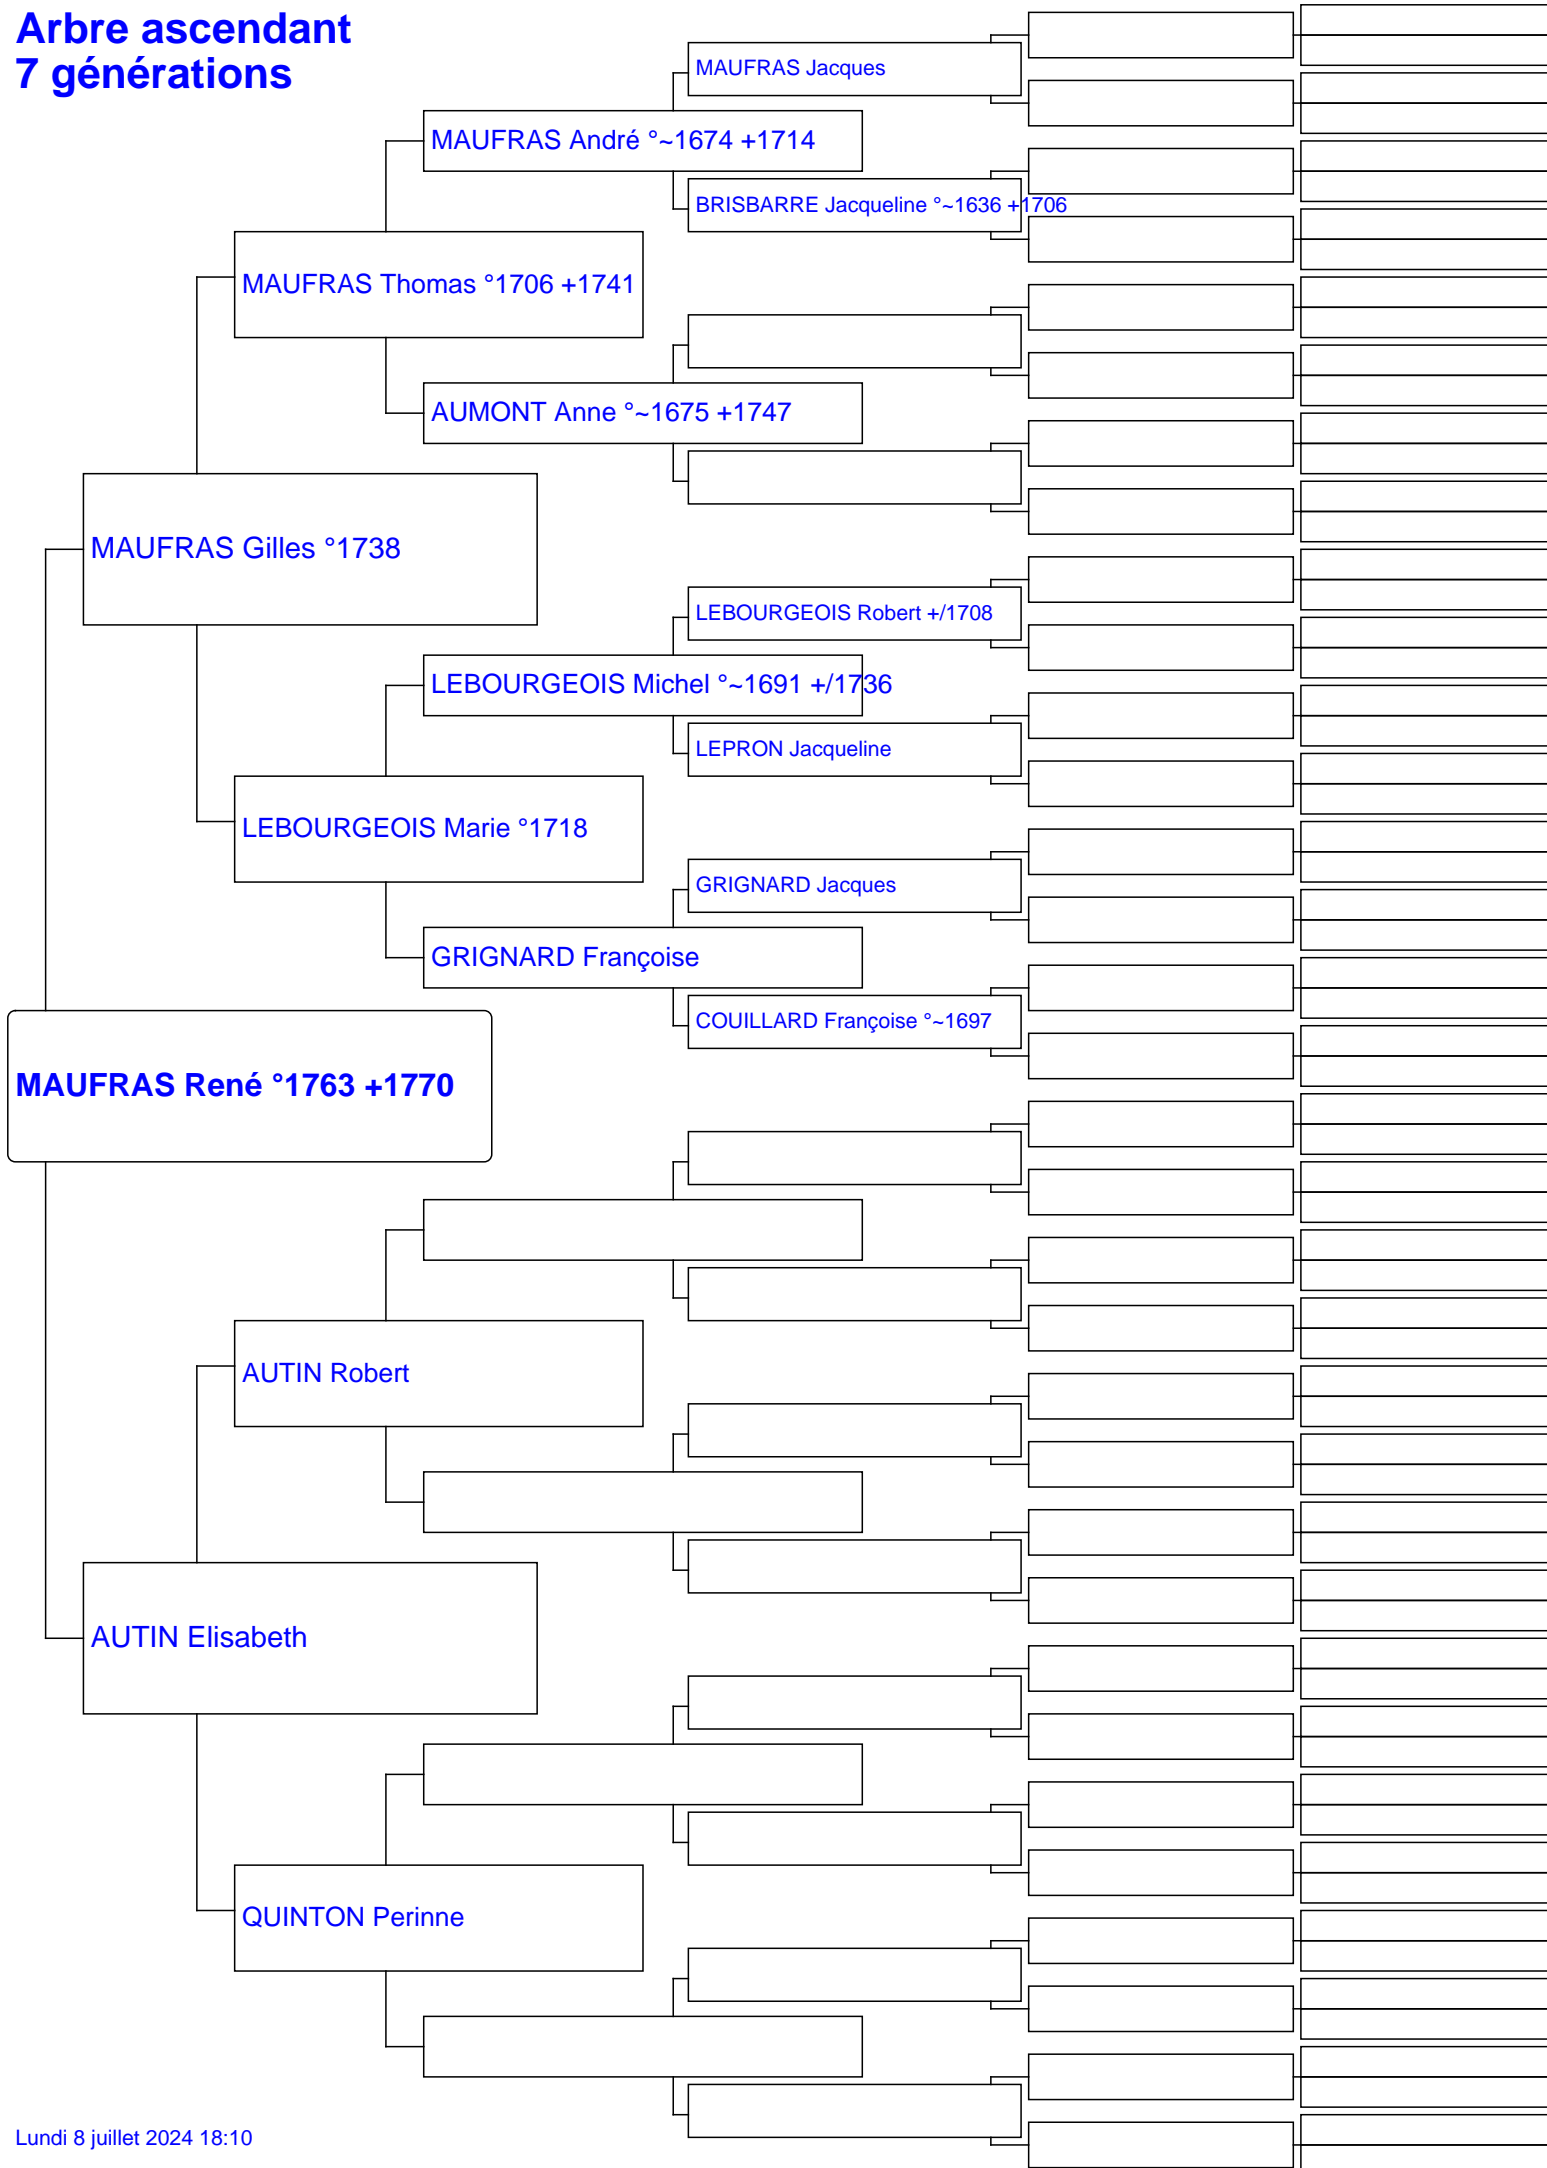 Arbre ascendant
7 générations
MAUFRAS Jacques
MAUFRAS André °~1674 +1714
BRISBARRE Jacqueline °~1636 +1706
MAUFRAS Thomas °1706 +1741
AUMONT Anne °~1675 +1747
MAUFRAS Gilles °1738
LEBOURGEOIS Robert +/1708
LEBOURGEOIS Michel °~1691 +/1736
LEPRON Jacqueline
LEBOURGEOIS Marie °1718
GRIGNARD Jacques
GRIGNARD Françoise
COUILLARD Françoise °~1697
MAUFRAS René °1763 +1770
AUTIN Robert
AUTIN Elisabeth
QUINTON Perinne
Lundi 8 juillet 2024 18:10